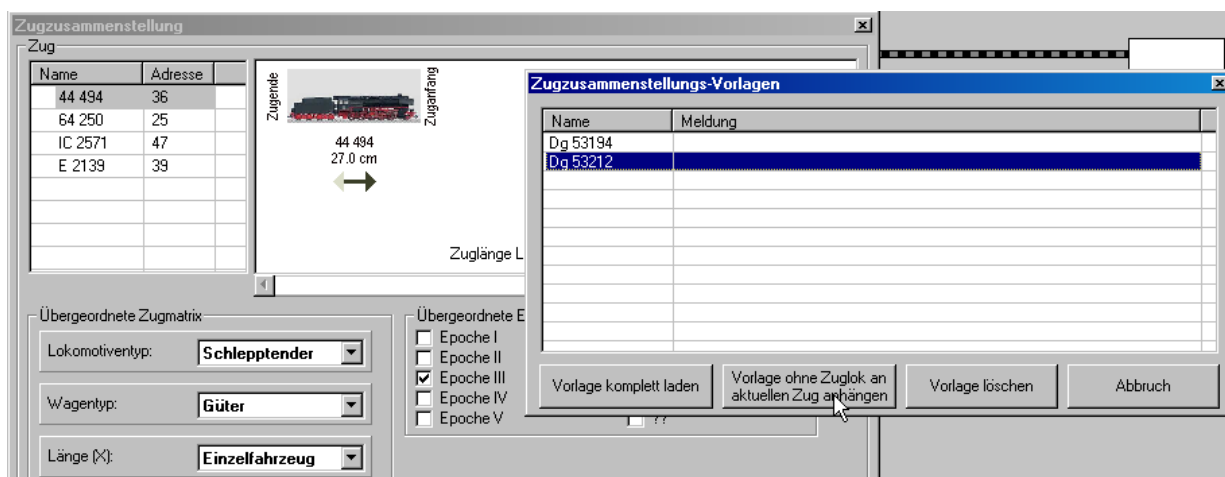 Zugzusammenstellung
Zug
Name Adresse
44 494 36
64 250 25
IC 2571 47
E 2139 39
Zugende
Zuganfang
44 494
27.0 cm
Zuglänge L
Zugzusammenstellungs-Vorlagen
Name Meldung
Dg 53194
Dg 53212
Vorlage komplett laden
Vorlage ohne Zuglok an
aktuellen Zug anhängen
Vorlage löschen
Abbruch
Übergeordnete Zugmatrix
Lokomotiventyp: Schlepptender
Wagentyp: Güter
Länge (X): Einzelfahrzeug
Übergeordnete E
Epoche I
Epoche II
Epoche III
Epoche IV
Epoche V
??